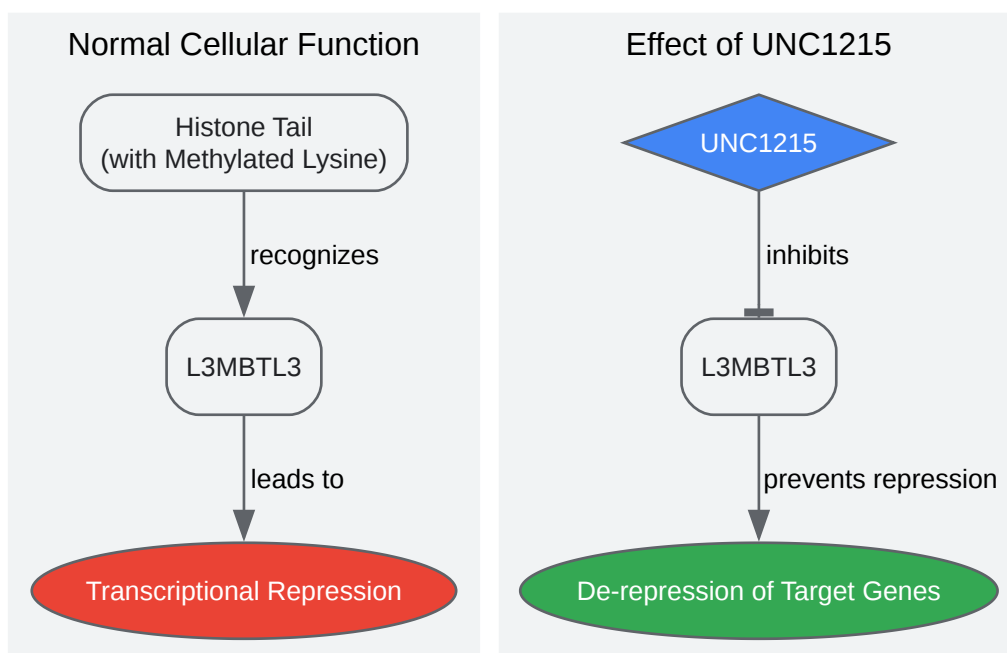 Normal Cellular Function
Histone Tail
(with Methylated Lysine)
recognizes
L3MBTL3
leads to
Transcriptional Repression
Effect of UNC1215
UNC1215
inhibits
L3MBTL3
prevents repression
De-repression of Target Genes